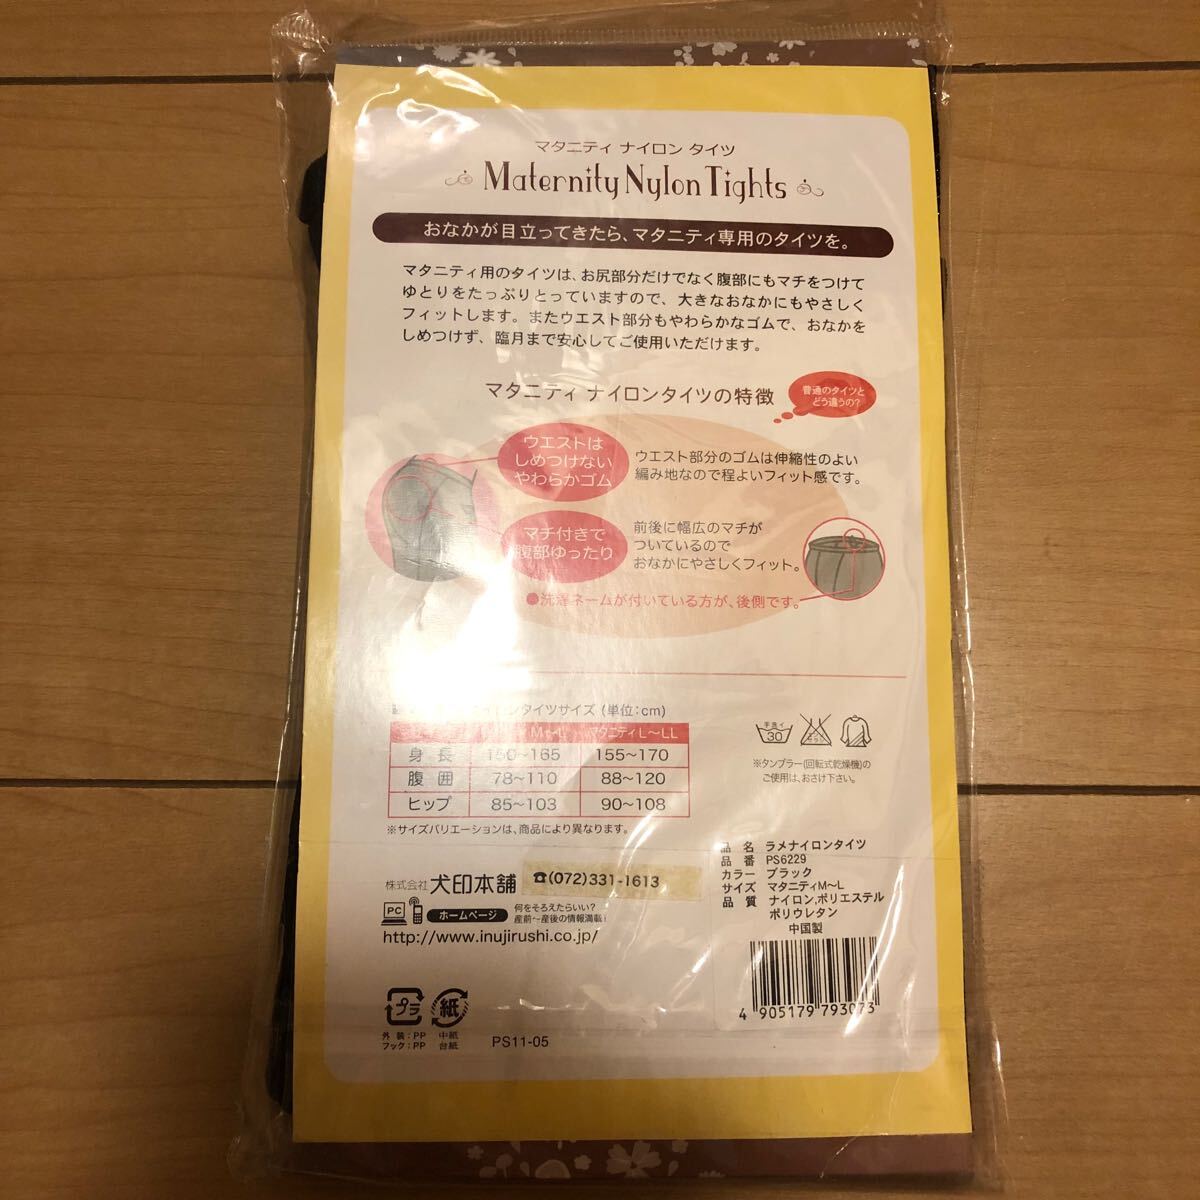 マタニティ ナイロン タイツ
Maternity Nylon Tights
おなかが目立ってきたら、マタニティ専用のタイツを。
マタニティ用のタイツは、お尻部分だけでなく腹部にもマチをつけて
ゆとりをたっぷりとっていますので、大きなおなかにもやさしく
フィットします。またウエスト部分もやわらかなゴムで、おなかを
しめつけず、臨月まで安心してご使用いただけます。
マタニティ ナイロンタイツの特徴
普通のタイツと
どう違うの?
ウエストは
しめつけない
やわらかゴム
ウエスト部分のゴムは伸縮性のよい
編み地なので程よいフィット感です。
マチ付きで
腹部ゆったり
前後に幅広のマチが
ついているので
おなかにやさしくフィット。
●洗濯ネームが付いている方が、後側です。
ロンタイツサイズ (単位:cm)
M〜L マタニティL〜LL
身長 150〜165 155〜170
腹囲 78〜110 88〜120
ヒップ 85〜103 90〜108
※サイズバリエーションは、商品により異なります。
手洗イ
30
※タンブラー(回転式乾燥機)の
ご使用は、おさけ下さい。
株式会社 犬印本舗 ☎(072)331-1613
PC ホームページ 何をそろえたらいい?
産前〜産後の情報満載!
http://www.inujirushi.co.jp/
品名 ラメナイロンタイツ
品番 PS6229
カラー ブラック
サイズ マタニティM〜L
品質 ナイロン,ポリエステル
ポリウレタン
中国製
4 905179 793073
プラ 紙
外装:PP 中紙
フック:PP 台紙
PS11-05